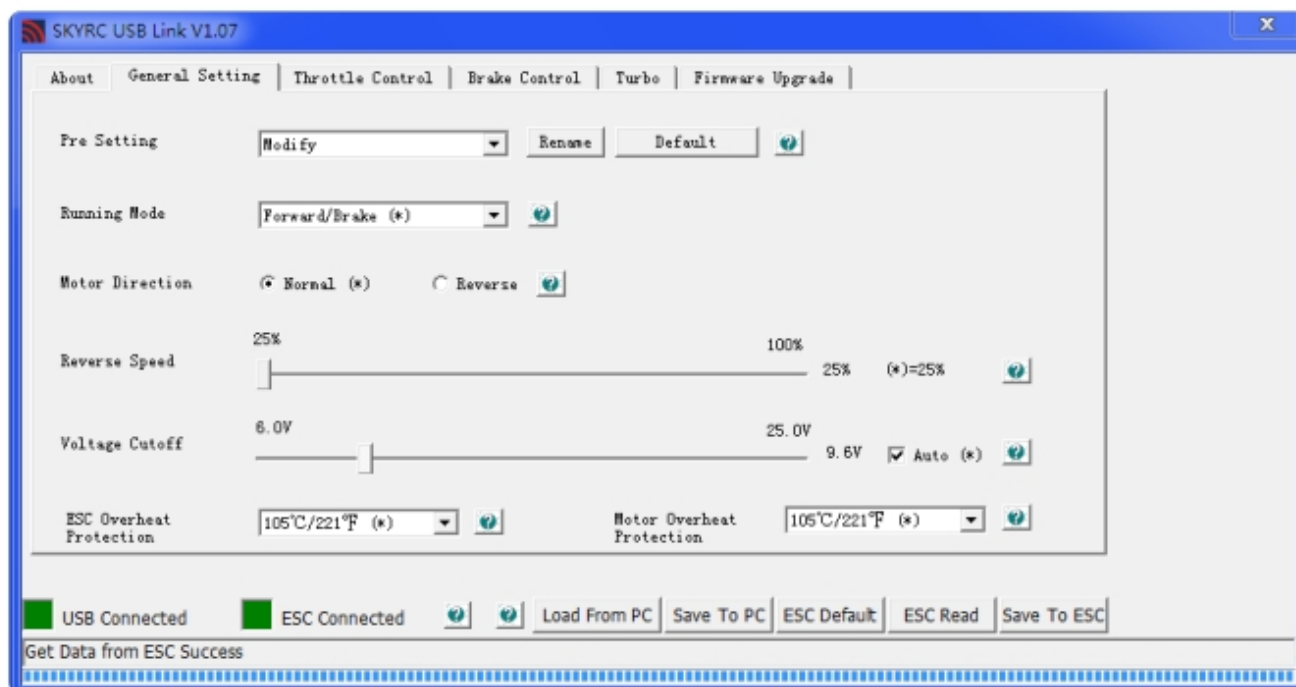 SKYRC USB Link V1.07
About General Setting Throttle Control Brake Control Turbo Firmware Upgrade
Pre Setting Modify Rename Default
Running Mode Forward/Brake (*)
Motor Direction Normal (*) Reverse
25% 100%
Reverse Speed 25% (*)=25%
6.0V 25.0V
Voltage Cutoff 9.6V Auto (*)
ESC Overheat Protection 105℃/221℉ (*) Motor Overheat Protection 105℃/221℉ (*)
USB Connected ESC Connected Load From PC Save To PC ESC Default ESC Read Save To ESC
Get Data from ESC Success